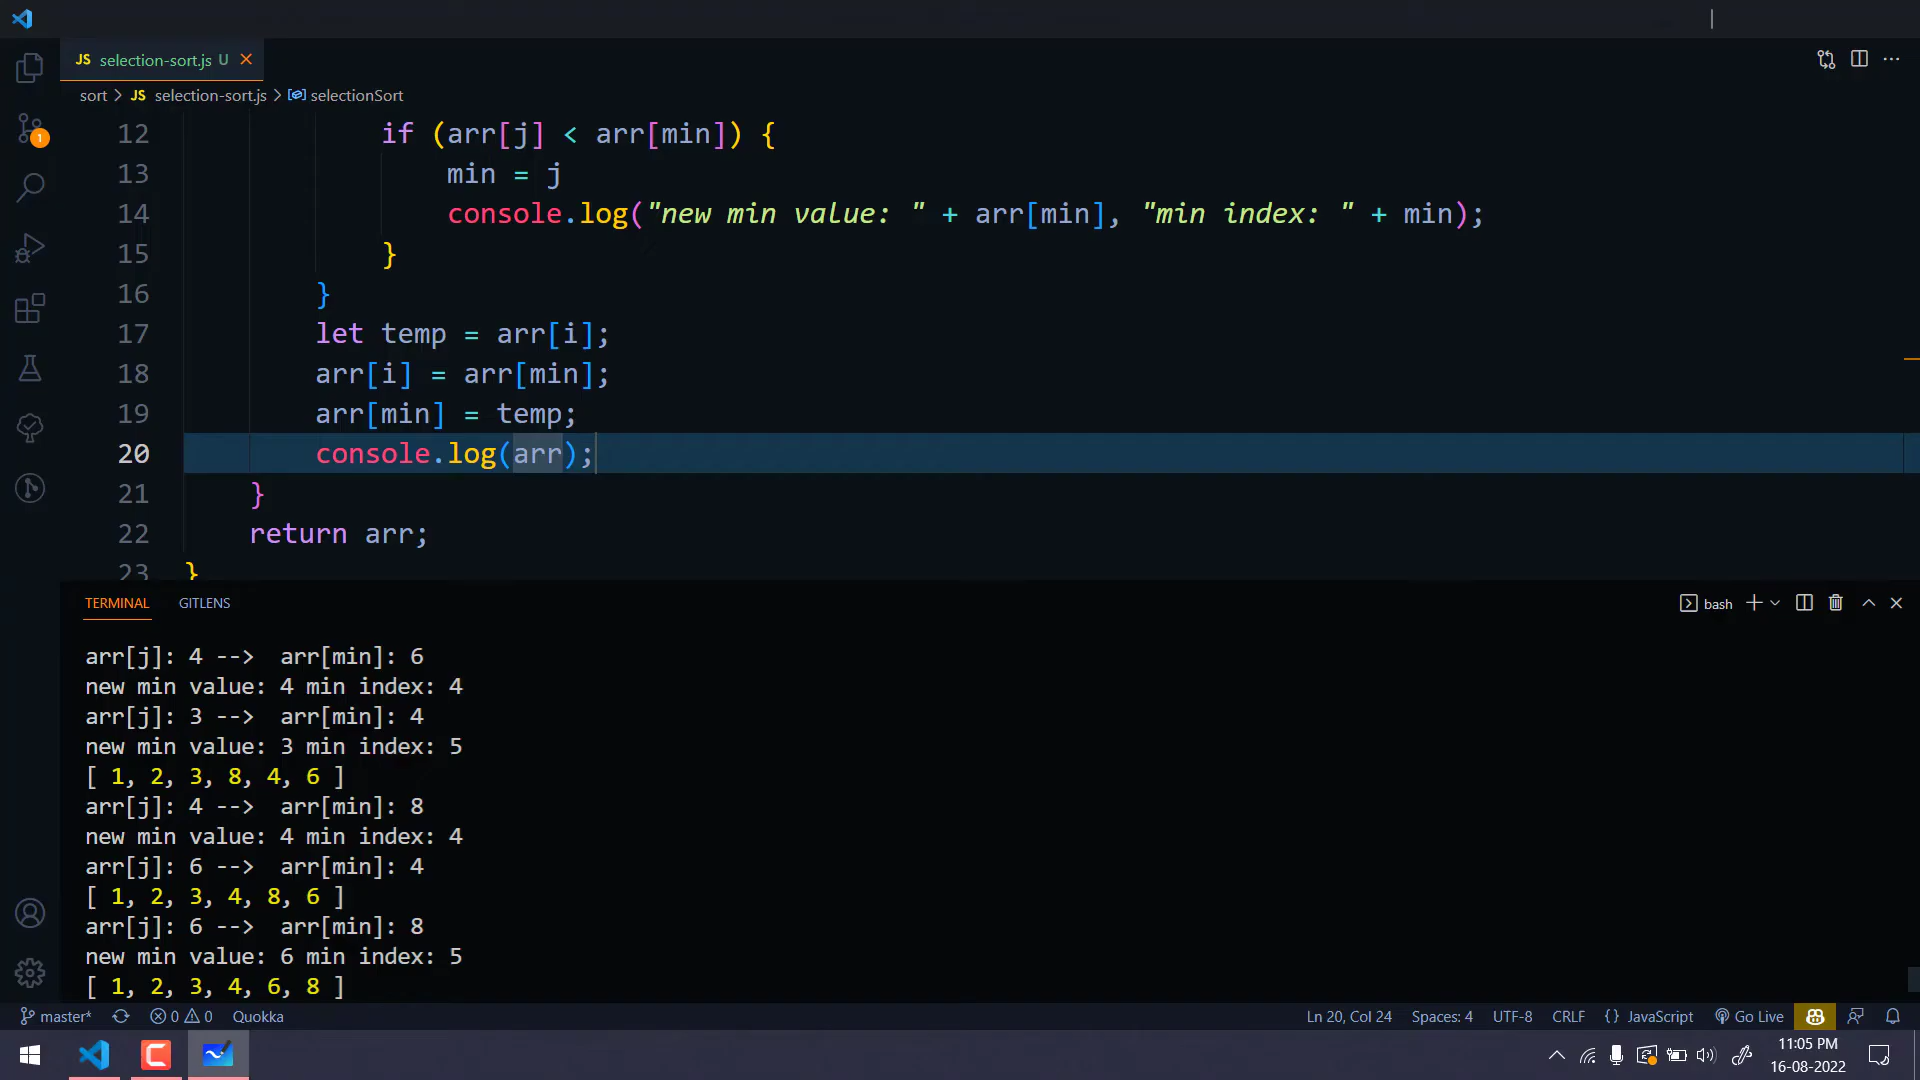 JS selection-sort.js U
sort > JS selection-sort.js > selectionSort
12 if (arr[j] < arr[min]) {
13 min = j
14 console.log("new min value: " + arr[min], "min index: " + min);
15 }
16 }
17 let temp = arr[i];
18 arr[i] = arr[min];
19 arr[min] = temp;
20 console.log(arr);
21 }
22 return arr;
23 }
TERMINAL GITLENS bash
arr[j]: 4 --> arr[min]: 6
new min value: 4 min index: 4
arr[j]: 3 --> arr[min]: 4
new min value: 3 min index: 5
[ 1, 2, 3, 8, 4, 6 ]
arr[j]: 4 --> arr[min]: 8
new min value: 4 min index: 4
arr[j]: 6 --> arr[min]: 4
[ 1, 2, 3, 4, 8, 6 ]
arr[j]: 6 --> arr[min]: 8
new min value: 6 min index: 5
[ 1, 2, 3, 4, 6, 8 ]
master* 0 0 Quokka Ln 20, Col 24 Spaces: 4 UTF-8 CRLF {} JavaScript Go Live
11:05 PM
16-08-2022
1